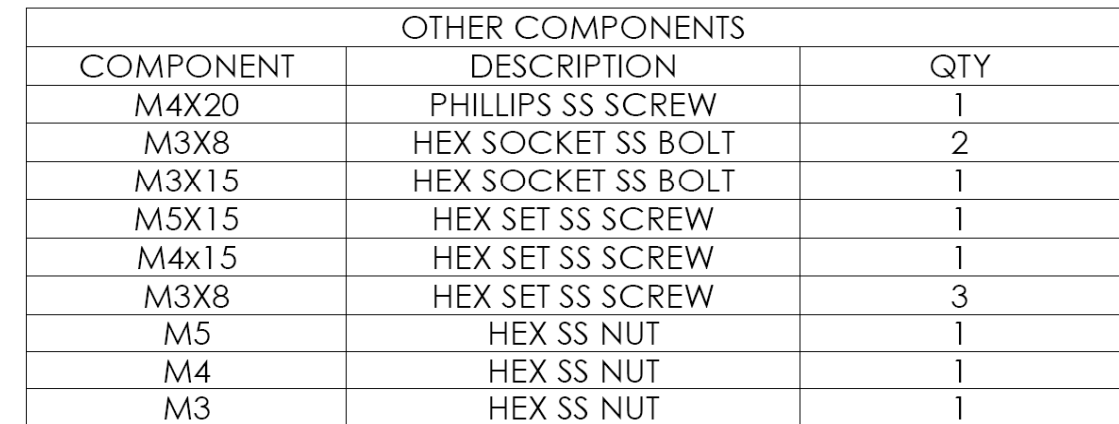 OTHER COMPONENTS
COMPONENT DESCRIPTION QTY
M4X20 PHILLIPS SS SCREW 1
M3X8 HEX SOCKET SS BOLT 2
M3X15 HEX SOCKET SS BOLT 1
M5X15 HEX SET SS SCREW 1
M4x15 HEX SET SS SCREW 1
M3X8 HEX SET SS SCREW 3
M5 HEX SS NUT 1
M4 HEX SS NUT 1
M3 HEX SS NUT 1